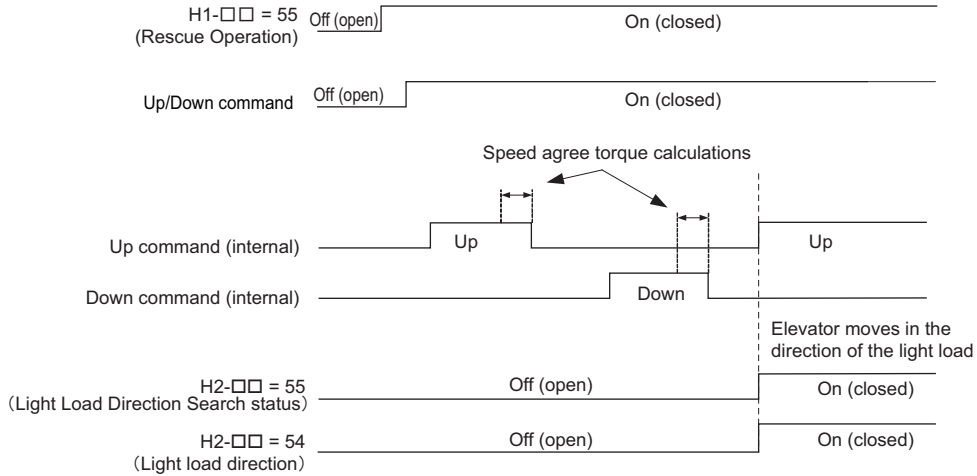 H1-□□ = 55
(Rescue Operation)
Off (open)
On (closed)
Up/Down command
Off (open)
On (closed)
Speed agree torque calculations
Up command (internal)
Up
Up
Down command (internal)
Down
Elevator moves in the
direction of the light load
H2-□□ = 55
（Light Load Direction Search status）
Off (open)
On (closed)
H2-□□ = 54
（Light load direction）
Off (open)
On (closed)